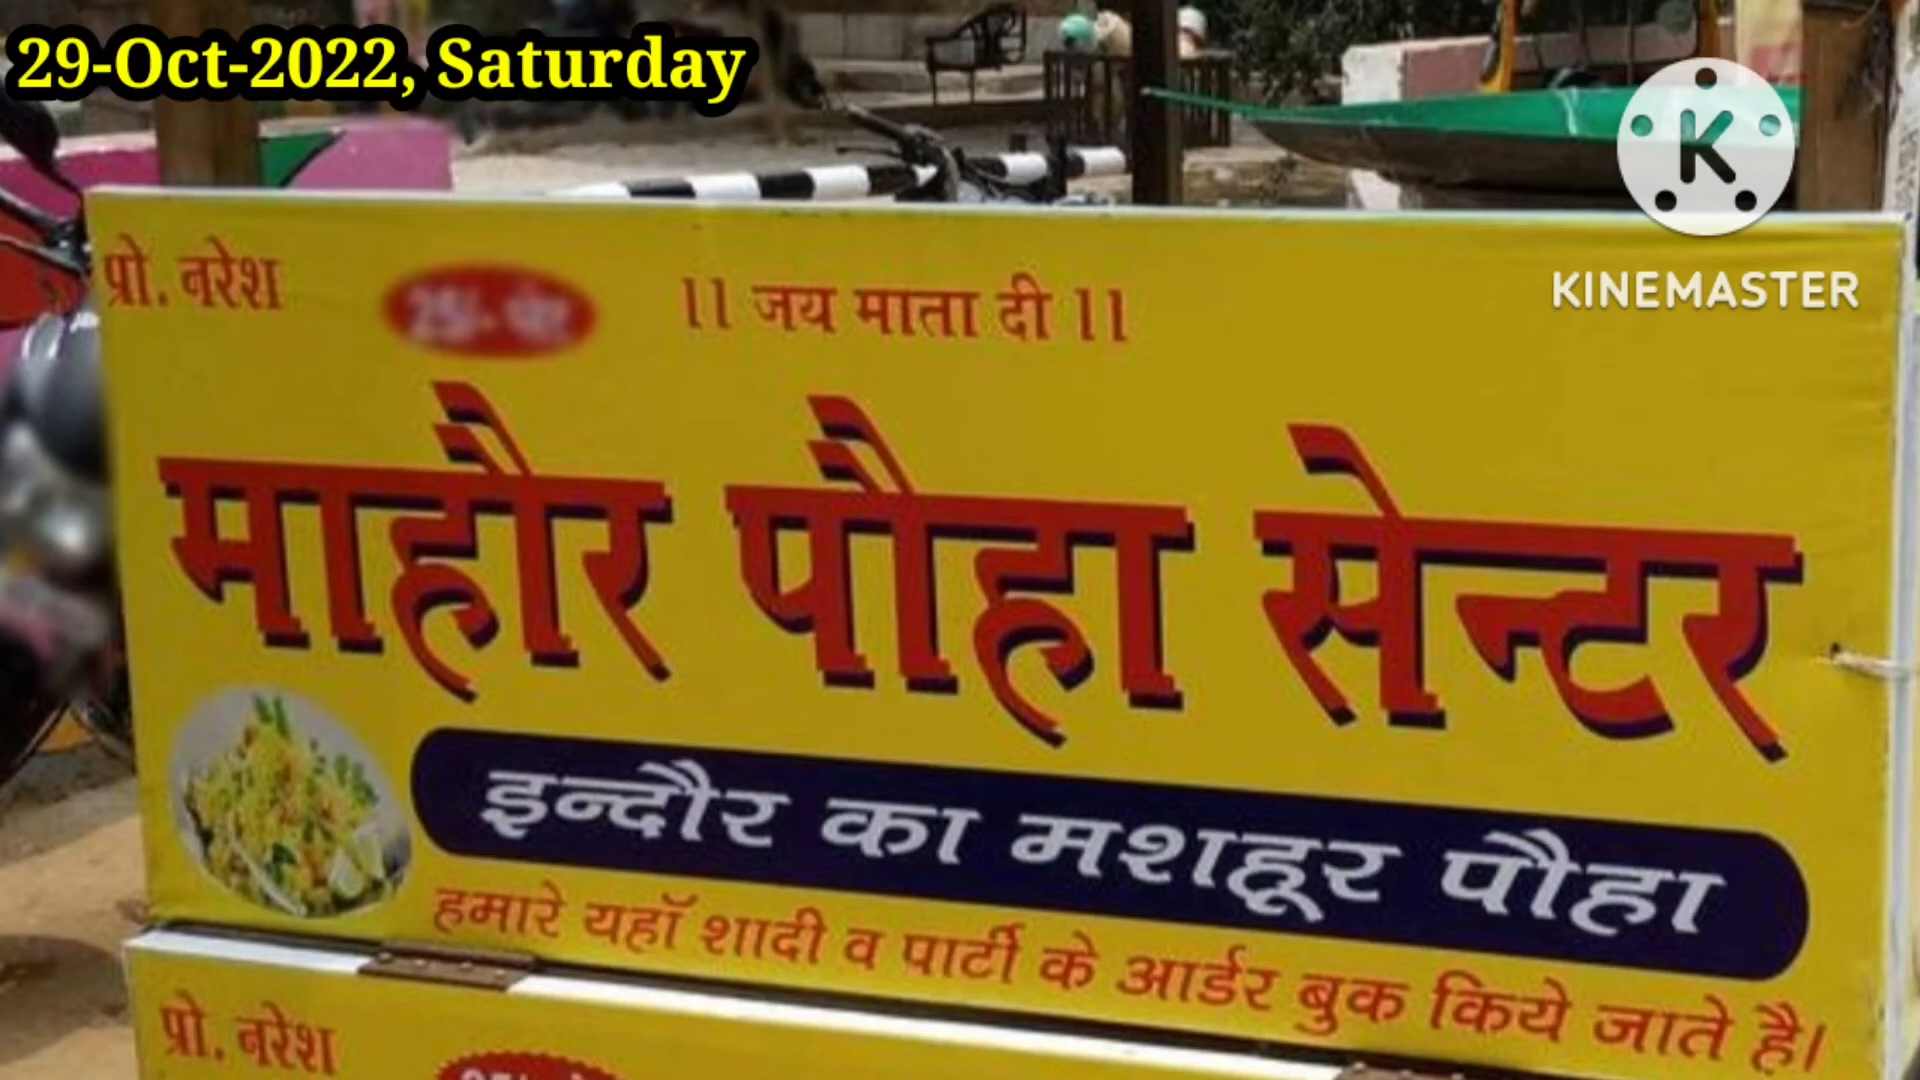 29-Oct-2022, Saturday
K
KINEMASTER
प्रो. नरेश
।। जय माता दी ।।
माहौर पौहा सेन्टर
इन्दौर का मशहूर पौहा
हमारे यहाॅ शादी व पार्टी के आर्डर बुक किये जाते है।
प्रो. नरेश